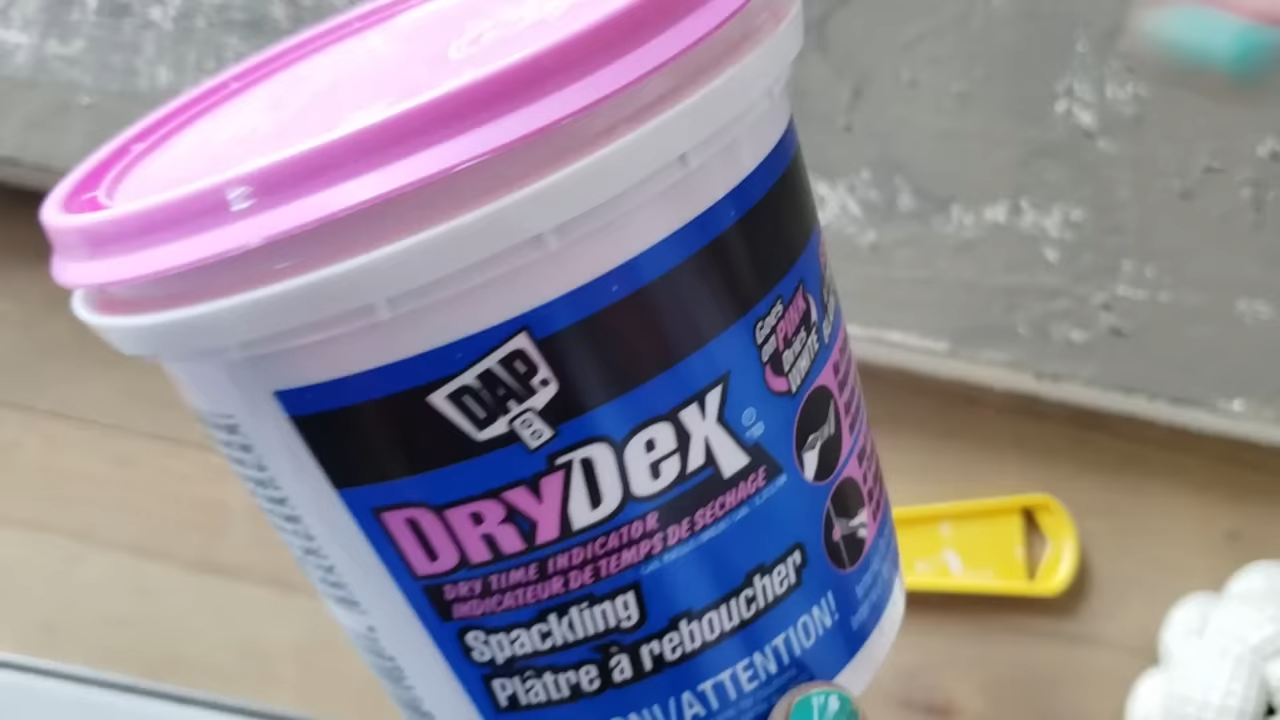 DAP
DRYDEX
DRY TIME INDICATOR
INDICATEUR DE TEMPS DE SECHAGE
Spackling
Plâtre à reboucher
/ATTENTION!
Goes
on PINK
Dries
WHITE